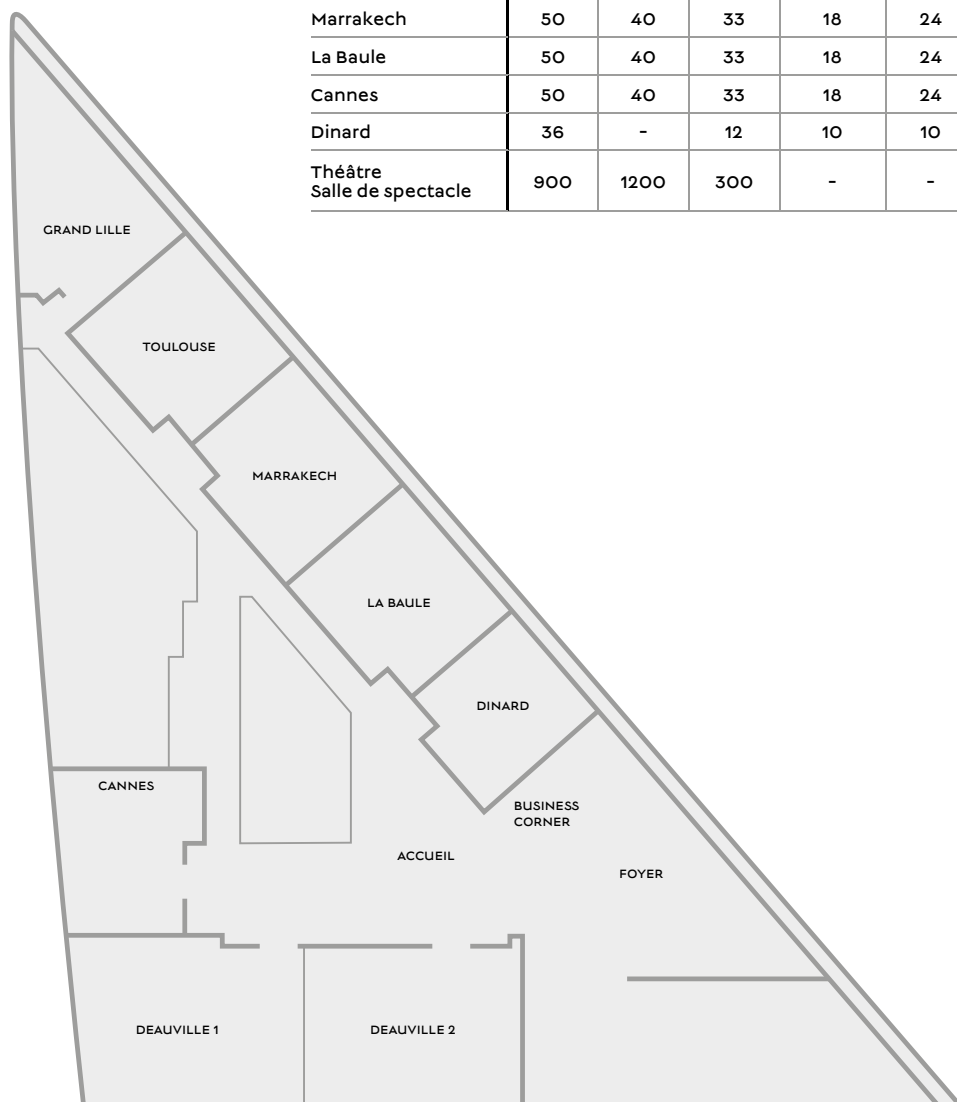 Marrakech 50 40 33 18 24
La Baule 50 40 33 18 24
Cannes 50 40 33 18 24
Dinard 36 - 12 10 10
Théâtre
Salle de spectacle 900 1200 300 - -
GRAND LILLE
TOULOUSE
MARRAKECH
LA BAULE
DINARD
CANNES
BUSINESS
CORNER
ACCUEIL
FOYER
DEAUVILLE 1
DEAUVILLE 2